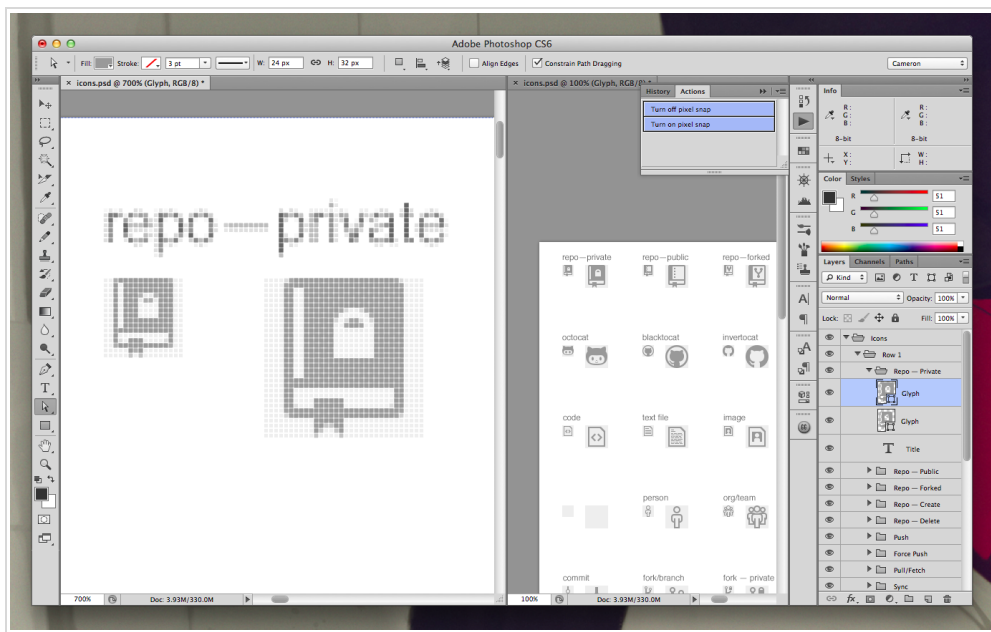 Adobe Photoshop CS6
Fill: Stroke: 3 pt W: 24 px H: 32 px Align Edges Constrain Path Dragging Cameron
× icons.psd @ 700% (Glyph, RGB/8) *
× icons.psd @ 100% (Glyph, RGB/8) *
History Actions
Turn off pixel snap
Turn on pixel snap
Info
R: R:
G: G:
B: B:
8-bit 8-bit
X: W:
Y: H:
Color Styles
R 51
G 51
B 51
Layers Channels Paths
Kind
Normal Opacity: 100%
Lock: Fill: 100%
Icons
Row 1
Repo — Private
Glyph
Glyph
Title
Repo — Public
Repo — Forked
Repo — Create
Repo — Delete
Push
Force Push
Pull/Fetch
Sync
repo—private
repo—private repo—public repo—forked
octocat blacktocat invertocat
code text file image
person org/team
commit fork/branch fork — private
700% Doc: 3.93M/330.0M
100% Doc: 3.93M/330.0M